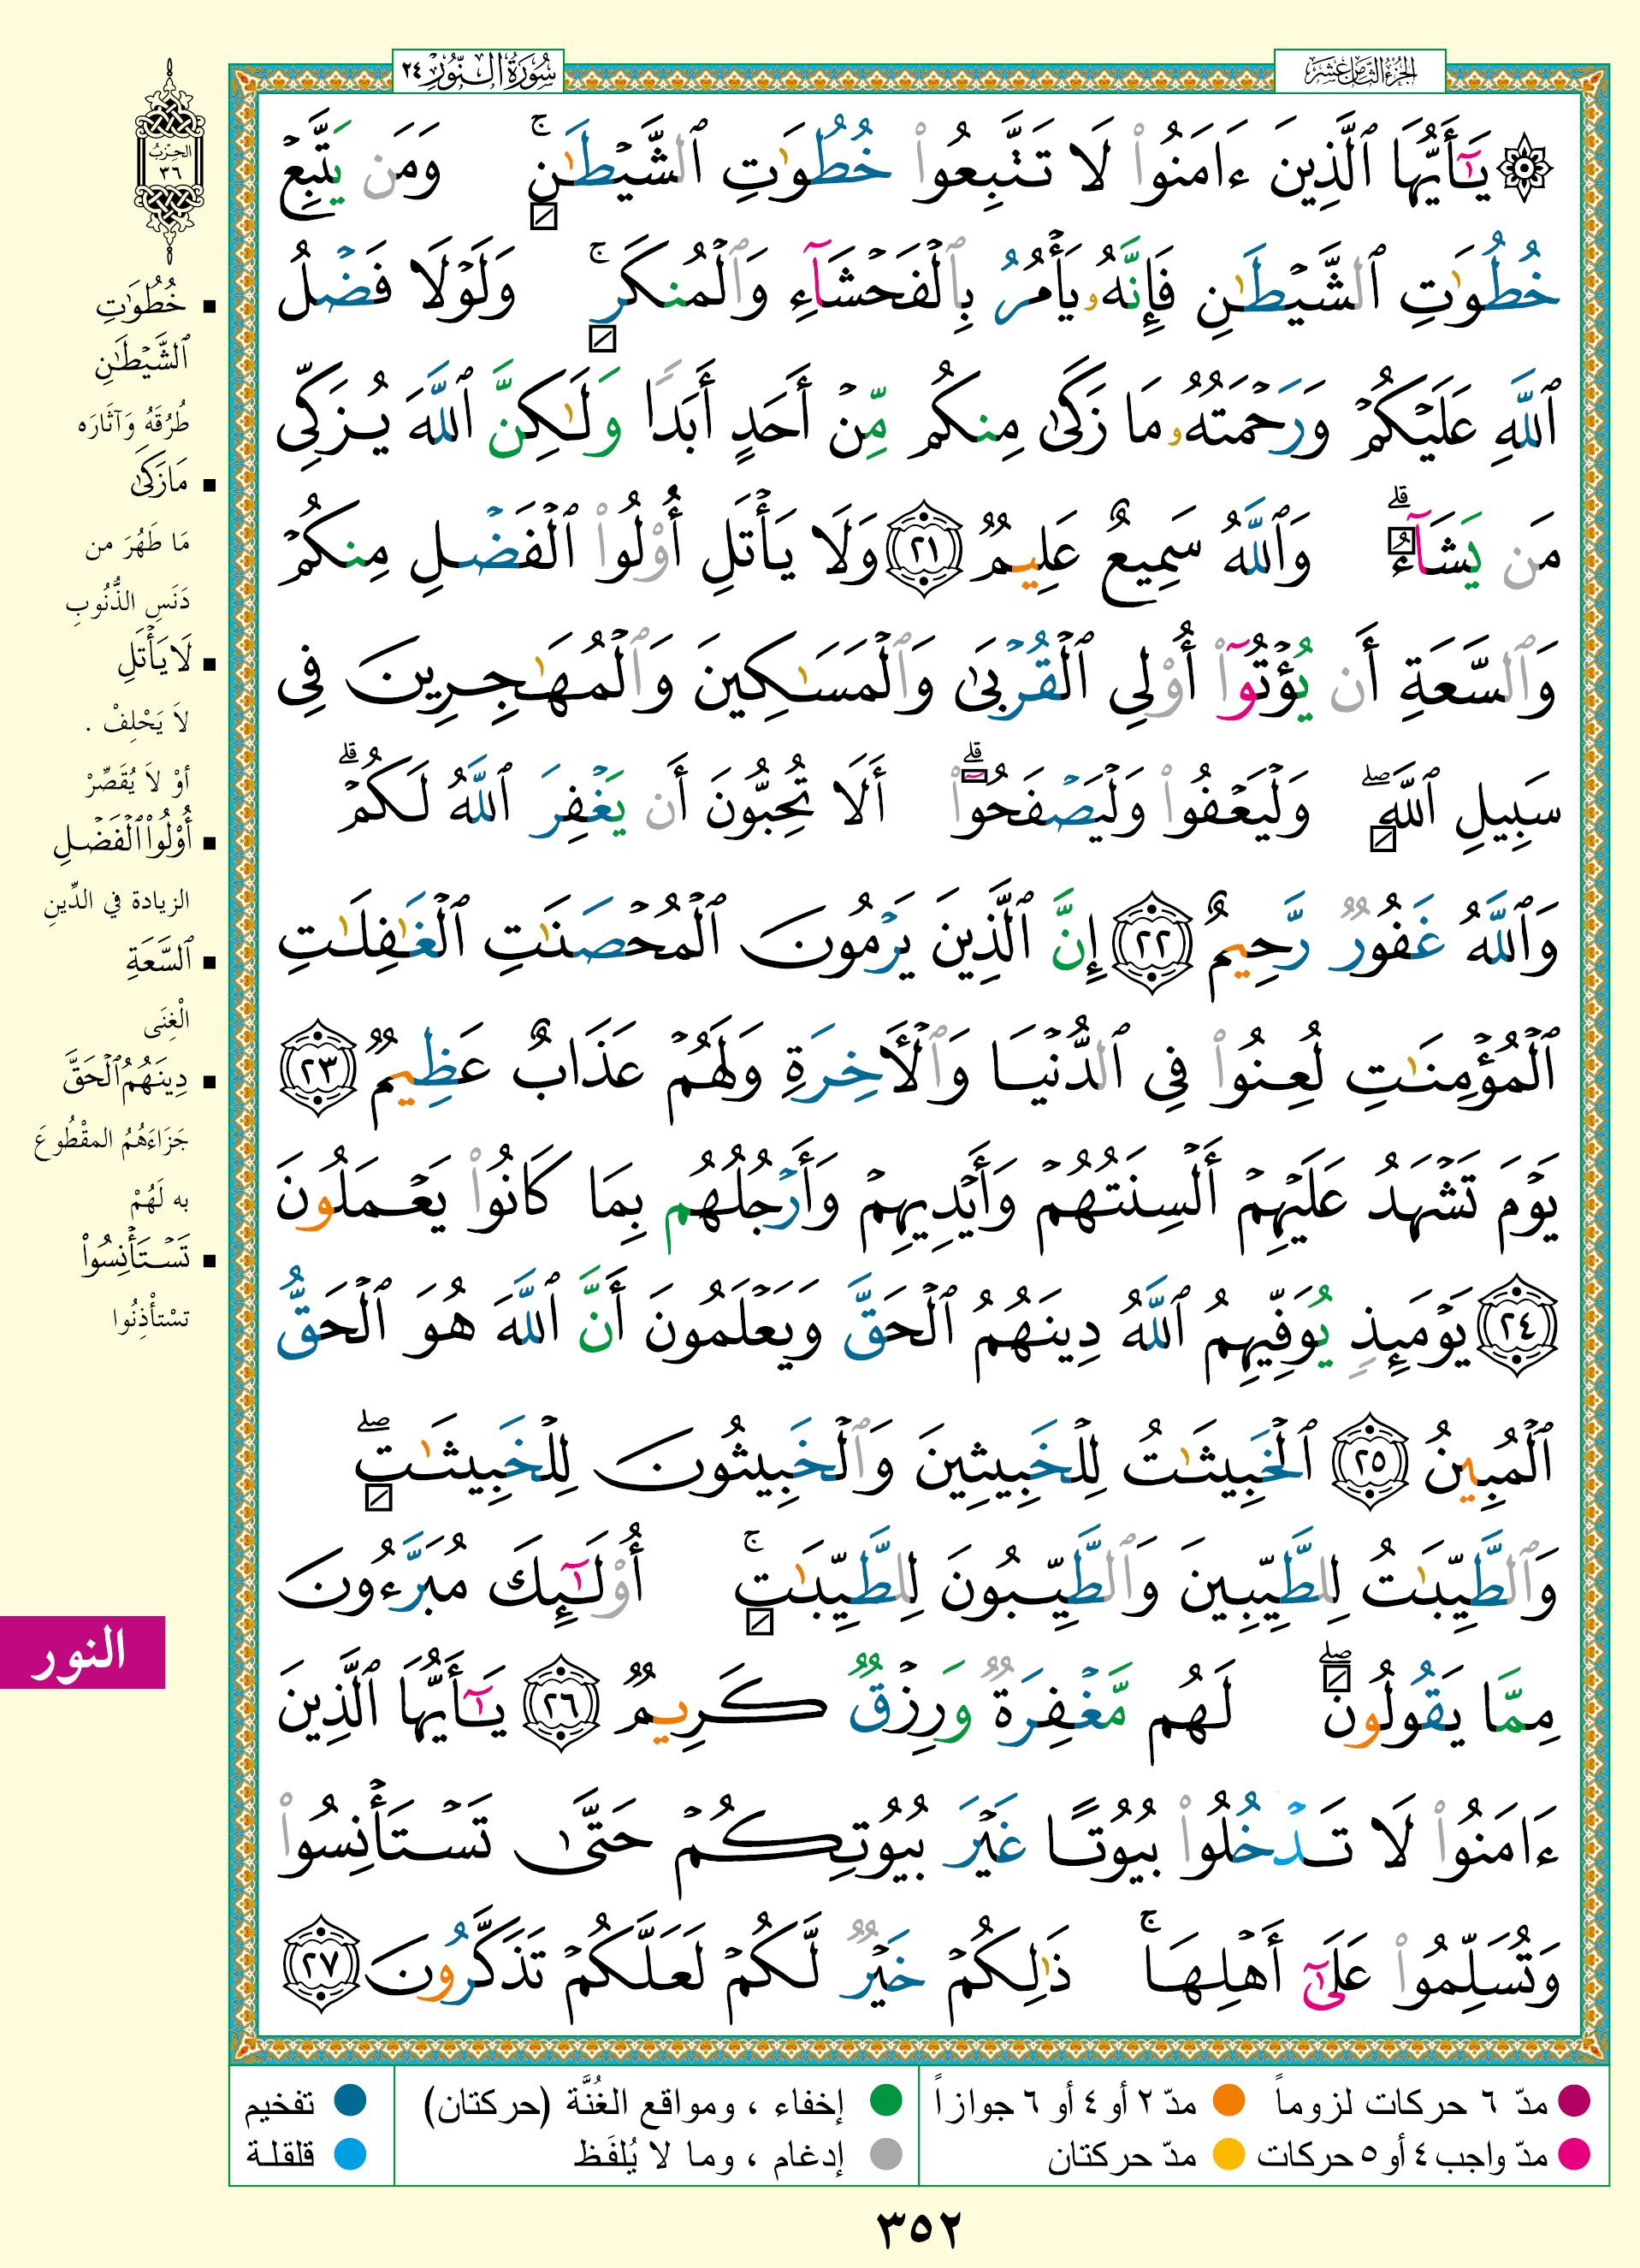 الجزء الثامن عشر
سورة النور ٢٤
۞ يَـٰٓأَيُّهَا ٱلَّذِينَ ءَامَنُوا۟ لَا تَتَّبِعُوا۟ خُطُوَٰتِ ٱلشَّيْطَـٰنِ ۚ وَمَن يَتَّبِعْ
خُطُوَٰتِ ٱلشَّيْطَـٰنِ فَإِنَّهُۥ يَأْمُرُ بِٱلْفَحْشَآءِ وَٱلْمُنكَرِ ۚ وَلَوْلَا فَضْلُ
ٱللَّهِ عَلَيْكُمْ وَرَحْمَتُهُۥ مَا زَكَىٰ مِنكُم مِّنْ أَحَدٍ أَبَدًا وَلَـٰكِنَّ ٱللَّهَ يُزَكِّى
مَن يَشَآءُ ۗ وَٱللَّهُ سَمِيعٌ عَلِيمٌ ٢١ وَلَا يَأْتَلِ أُو۟لُوا۟ ٱلْفَضْلِ مِنكُمْ
وَٱلسَّعَةِ أَن يُؤْتُوٓا۟ أُو۟لِى ٱلْقُرْبَىٰ وَٱلْمَسَـٰكِينَ وَٱلْمُهَـٰجِرِينَ فِى
سَبِيلِ ٱللَّهِ ۖ وَلْيَعْفُوا۟ وَلْيَصْفَحُوٓا۟ ۗ أَلَا تُحِبُّونَ أَن يَغْفِرَ ٱللَّهُ لَكُمْ ۗ
وَٱللَّهُ غَفُورٌ رَّحِيمٌ ٢٢ إِنَّ ٱلَّذِينَ يَرْمُونَ ٱلْمُحْصَنَـٰتِ ٱلْغَـٰفِلَـٰتِ
ٱلْمُؤْمِنَـٰتِ لُعِنُوا۟ فِى ٱلدُّنْيَا وَٱلْـَٔاخِرَةِ وَلَهُمْ عَذَابٌ عَظِيمٌ ٢٣
يَوْمَ تَشْهَدُ عَلَيْهِمْ أَلْسِنَتُهُمْ وَأَيْدِيهِمْ وَأَرْجُلُهُم بِمَا كَانُوا۟ يَعْمَلُونَ
٢٤ يَوْمَئِذٍ يُوَفِّيهِمُ ٱللَّهُ دِينَهُمُ ٱلْحَقَّ وَيَعْلَمُونَ أَنَّ ٱللَّهَ هُوَ ٱلْحَقُّ
ٱلْمُبِينُ ٢٥ ٱلْخَبِيثَـٰتُ لِلْخَبِيثِينَ وَٱلْخَبِيثُونَ لِلْخَبِيثَـٰتِ ۖ
وَٱلطَّيِّبَـٰتُ لِلطَّيِّبِينَ وَٱلطَّيِّبُونَ لِلطَّيِّبَـٰتِ ۚ أُو۟لَـٰٓئِكَ مُبَرَّءُونَ
مِمَّا يَقُولُونَ ۖ لَهُم مَّغْفِرَةٌ وَرِزْقٌ كَرِيمٌ ٢٦ يَـٰٓأَيُّهَا ٱلَّذِينَ
ءَامَنُوا۟ لَا تَدْخُلُوا۟ بُيُوتًا غَيْرَ بُيُوتِكُمْ حَتَّىٰ تَسْتَأْنِسُوا۟
وَتُسَلِّمُوا۟ عَلَىٰٓ أَهْلِهَا ۚ ذَٰلِكُمْ خَيْرٌ لَّكُمْ لَعَلَّكُمْ تَذَكَّرُونَ ٢٧
الحزب
٣٦
▪ خُطُوَٰتِ
ٱلشَّيْطَـٰنِ
طُرُقَهُ وَآثَارَه
▪ مَا زَكَىٰ
مَا طَهُرَ من
دَنَسِ الذُّنُوبِ
▪ لَا يَأْتَلِ
لاَ يَحْلِفْ .
أوْ لاَ يُقَصِّرْ
▪ أُو۟لُوا۟ ٱلْفَضْلِ
الزيادة في الدِّينِ
▪ ٱلسَّعَةِ
الْغِنَى
▪ دِينَهُمُ ٱلْحَقَّ
جَزَاءَهُمُ المقْطُوعَ
به لَهُمْ
▪ تَسْتَأْنِسُوا۟
تسْتأْذِنُوا
النور
مدّ ٦ حركات لزوماً ● مدّ ٢ أو ٤ أو ٦ جوازاً ● إخفاء ، ومواقع الغُنَّة (حركتان) ● تفخيم
مدّ واجب ٤ أو ٥ حركات ● مدّ حركتان ● إدغام ، وما لا يُلفَظ ● قلقلة
٣٥٢